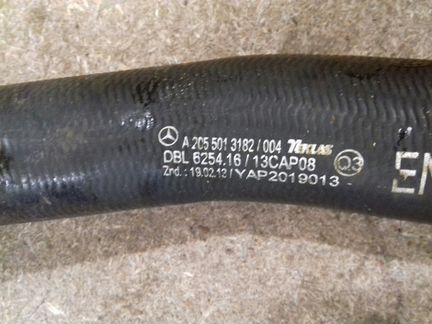 A 205 501 3182 / 004 TEKLAS
DBL 6254.16 / 13CAP08 Q3
Znd.: 19.02.13 / YAP2019013
EN